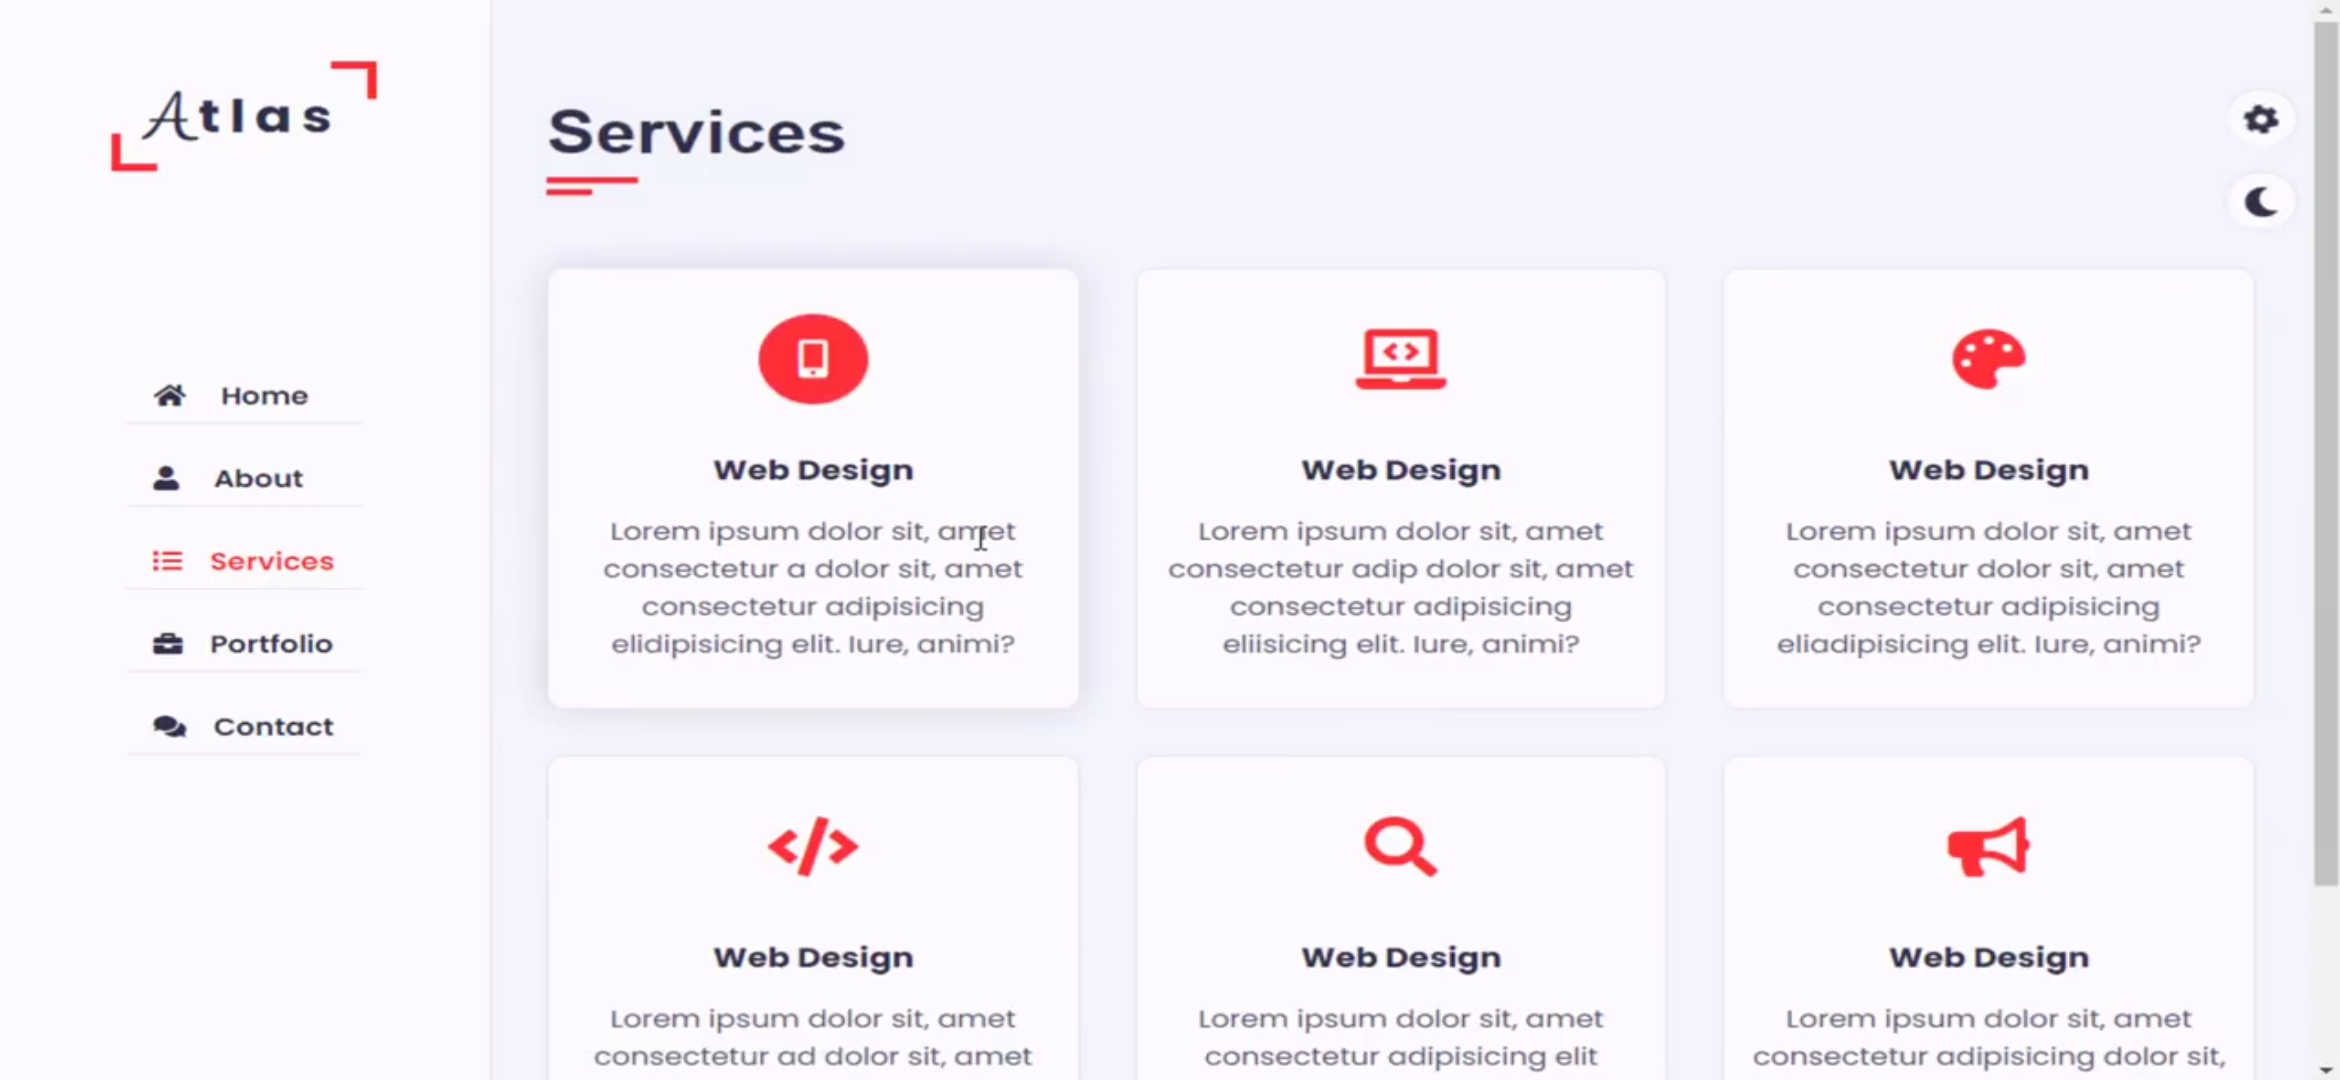 Atlas
Home
About
Services
Portfolio
Contact
Services
Web Design
Lorem ipsum dolor sit, amet
consectetur a dolor sit, amet
consectetur adipisicing
elidipisicing elit. Iure, animi?
Web Design
Lorem ipsum dolor sit, amet
consectetur adip dolor sit, amet
consectetur adipisicing
eliisicing elit. Iure, animi?
Web Design
Lorem ipsum dolor sit, amet
consectetur dolor sit, amet
consectetur adipisicing
eliadipisicing elit. Iure, animi?
Web Design
Lorem ipsum dolor sit, amet
consectetur ad dolor sit, amet
Web Design
Lorem ipsum dolor sit, amet
consectetur adipisicing elit
Web Design
Lorem ipsum dolor sit, amet
consectetur adipisicing dolor sit,